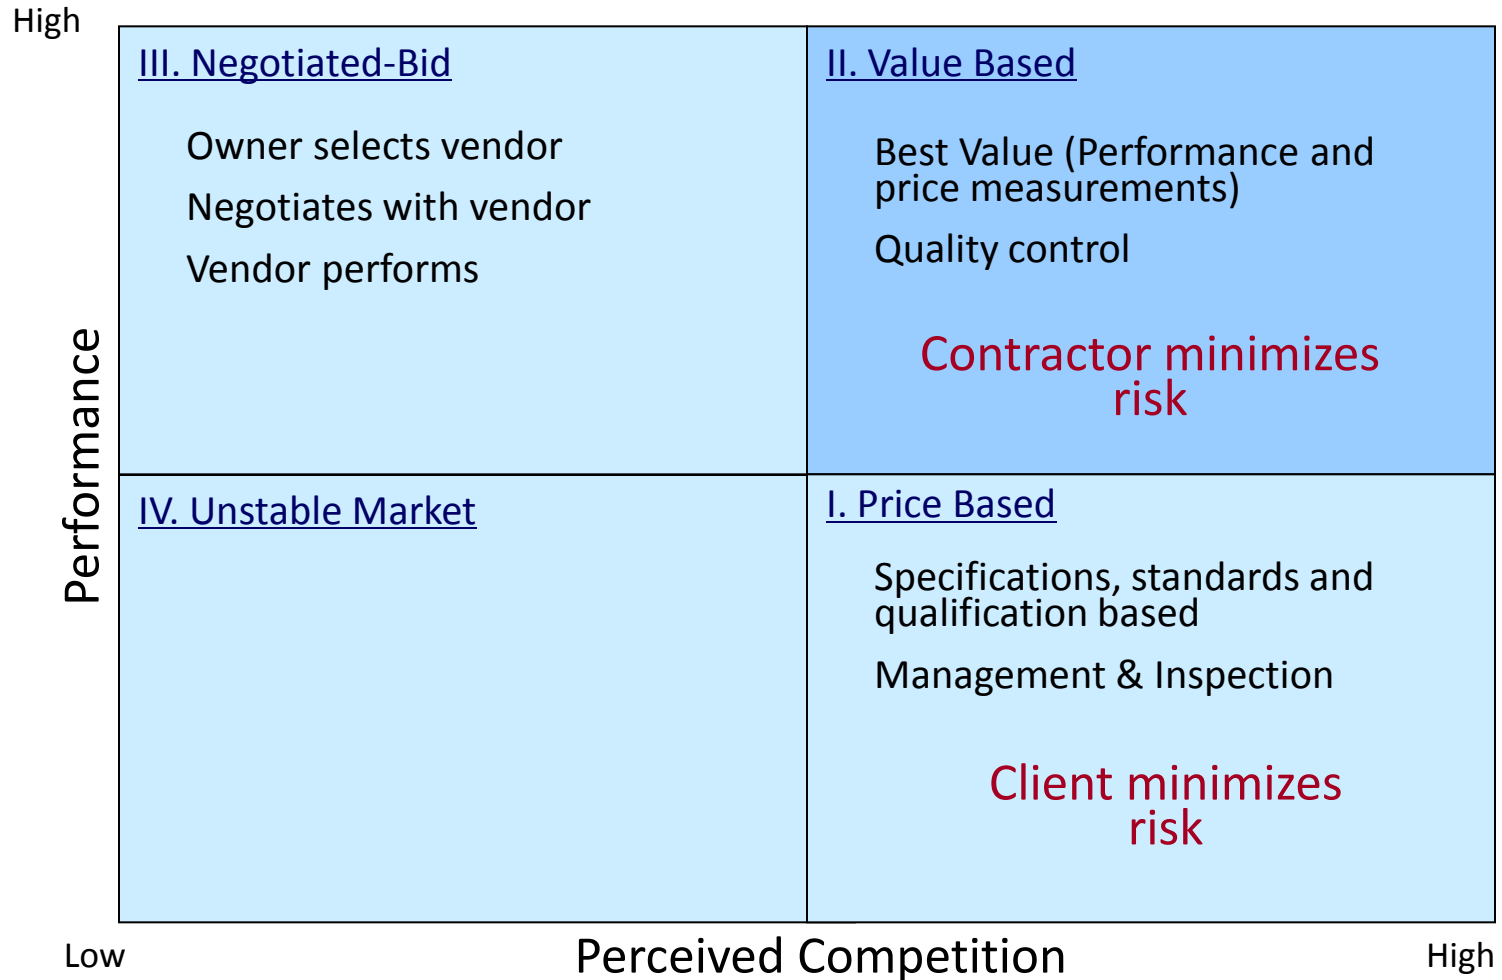 High
III. Negotiated-Bid
Owner selects vendor
Negotiates with vendor
Vendor performs
II. Value Based
Best Value (Performance and
price measurements)
Quality control
Contractor minimizes
risk
Performance
IV. Unstable Market
I. Price Based
Specifications, standards and
qualification based
Management & Inspection
Client minimizes
risk
Low
Perceived Competition
High